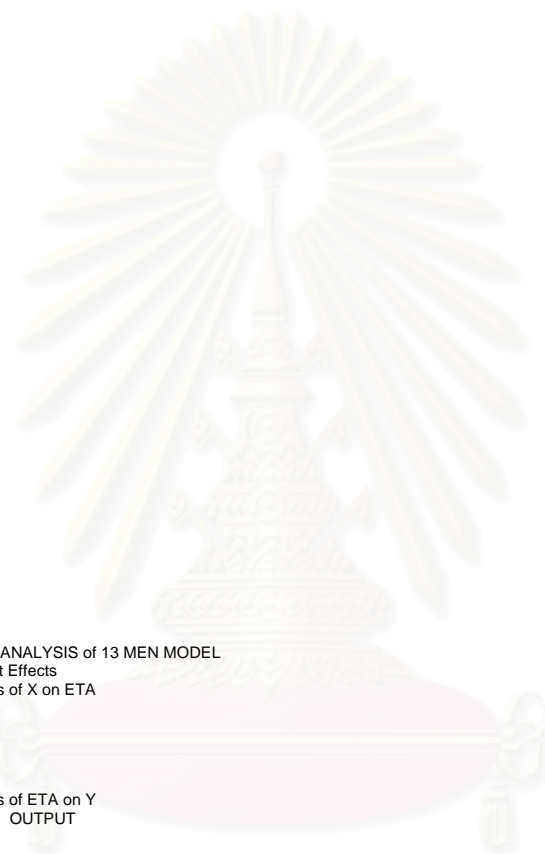 ANALYSIS of 13 MEN MODEL
t Effects
s of X on ETA
s of ETA on Y
OUTPUT